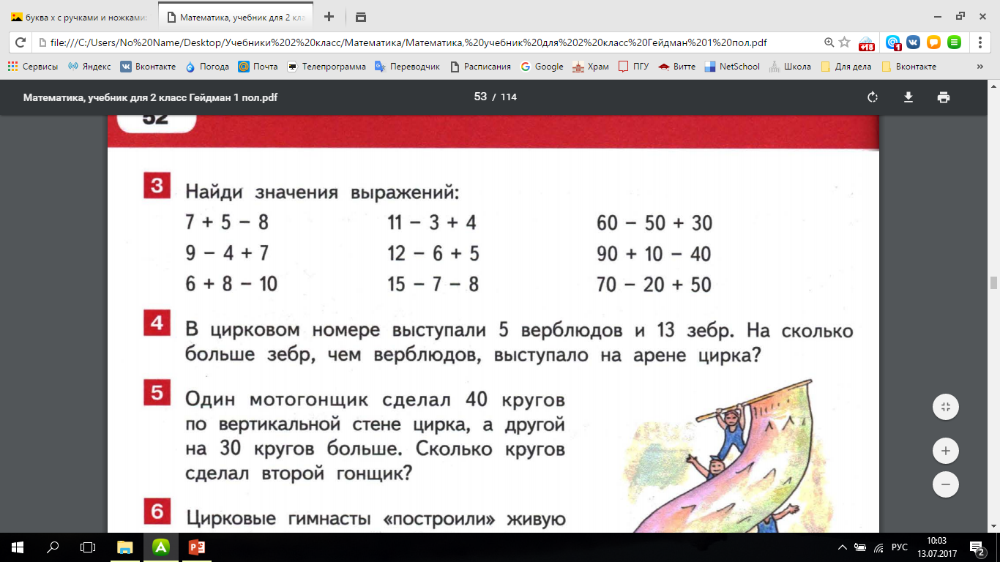 буква х с ручками и ножками:
Математика, учебник для 2 кла
file:///C:/Users/No%20Name/Desktop/Учебники%202%20класс/Математика/Математика,%20учебник%20для%202%20класс%20Гейдман%201%20пол.pdf
+18
1
Сервисы Яндекс Вконтакте Погода Почта Телепрограмма Переводчик Расписания Google Храм ПГУ Витте NetSchool Школа Для дела Вконтакте »
Математика, учебник для 2 класс Гейдман 1 пол.pdf
53 / 114
52
3 Найди значения выражений:
7 + 5 − 8 11 − 3 + 4 60 − 50 + 30
9 − 4 + 7 12 − 6 + 5 90 + 10 − 40
6 + 8 − 10 15 − 7 − 8 70 − 20 + 50
4 В цирковом номере выступали 5 верблюдов и 13 зебр. На сколько
больше зебр, чем верблюдов, выступало на арене цирка?
5 Один мотогонщик сделал 40 кругов
по вертикальной стене цирка, а другой
на 30 кругов больше. Сколько кругов
сделал второй гонщик?
6 Цирковые гимнасты «построили» живую
РУС
10:03
13.07.2017
2